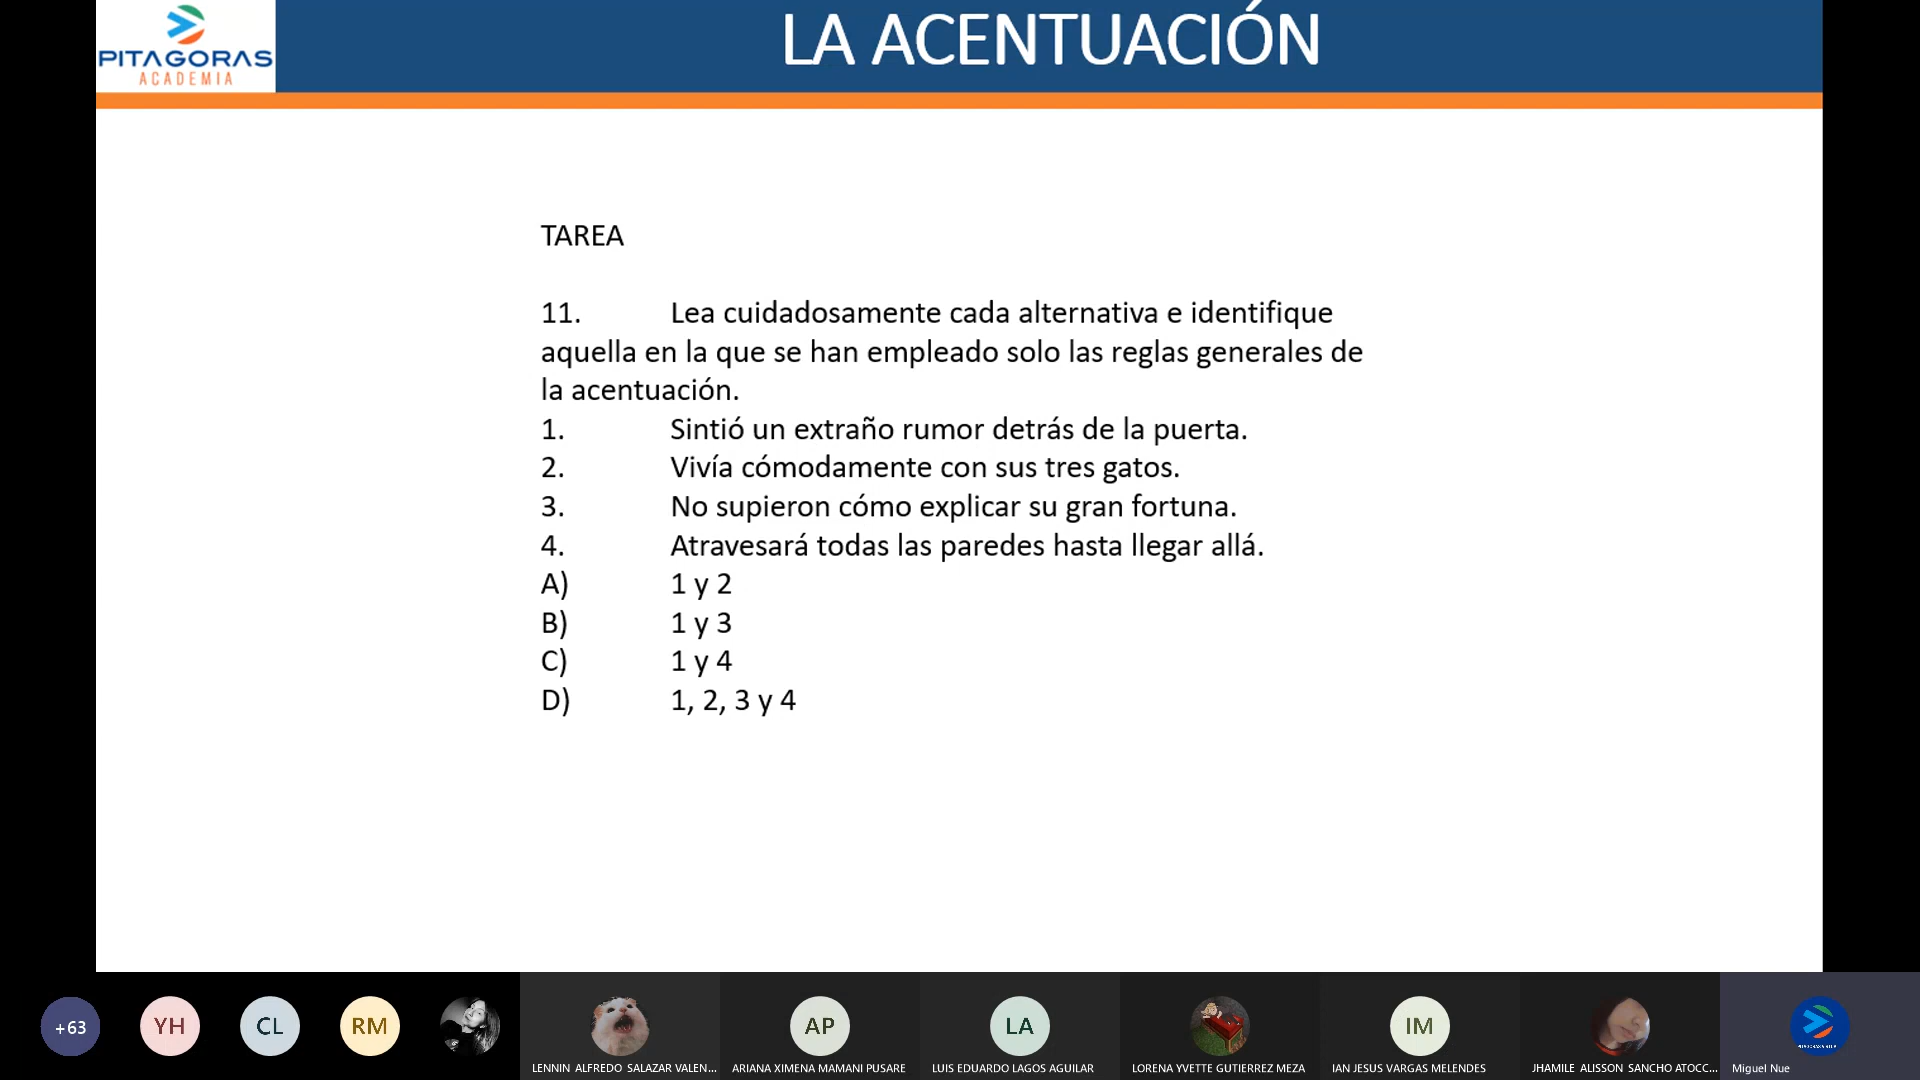 PITAGORAS
ACADEMIA
LA ACENTUACIÓN
TAREA
11. Lea cuidadosamente cada alternativa e identifique
aquella en la que se han empleado solo las reglas generales de
la acentuación.
1. Sintió un extraño rumor detrás de la puerta.
2. Vivía cómodamente con sus tres gatos.
3. No supieron cómo explicar su gran fortuna.
4. Atravesará todas las paredes hasta llegar allá.
A) 1 y 2
B) 1 y 3
C) 1 y 4
D) 1, 2, 3 y 4
+63
YH
CL
RM
AP
LA
IM
LENNIN ALFREDO SALAZAR VALEN...
ARIANA XIMENA MAMANI PUSARE
LUIS EDUARDO LAGOS AGUILAR
LORENA YVETTE GUTIERREZ MEZA
IAN JESUS VARGAS MELENDES
JHAMILE ALISSON SANCHO ATOCC...
Miguel Nue